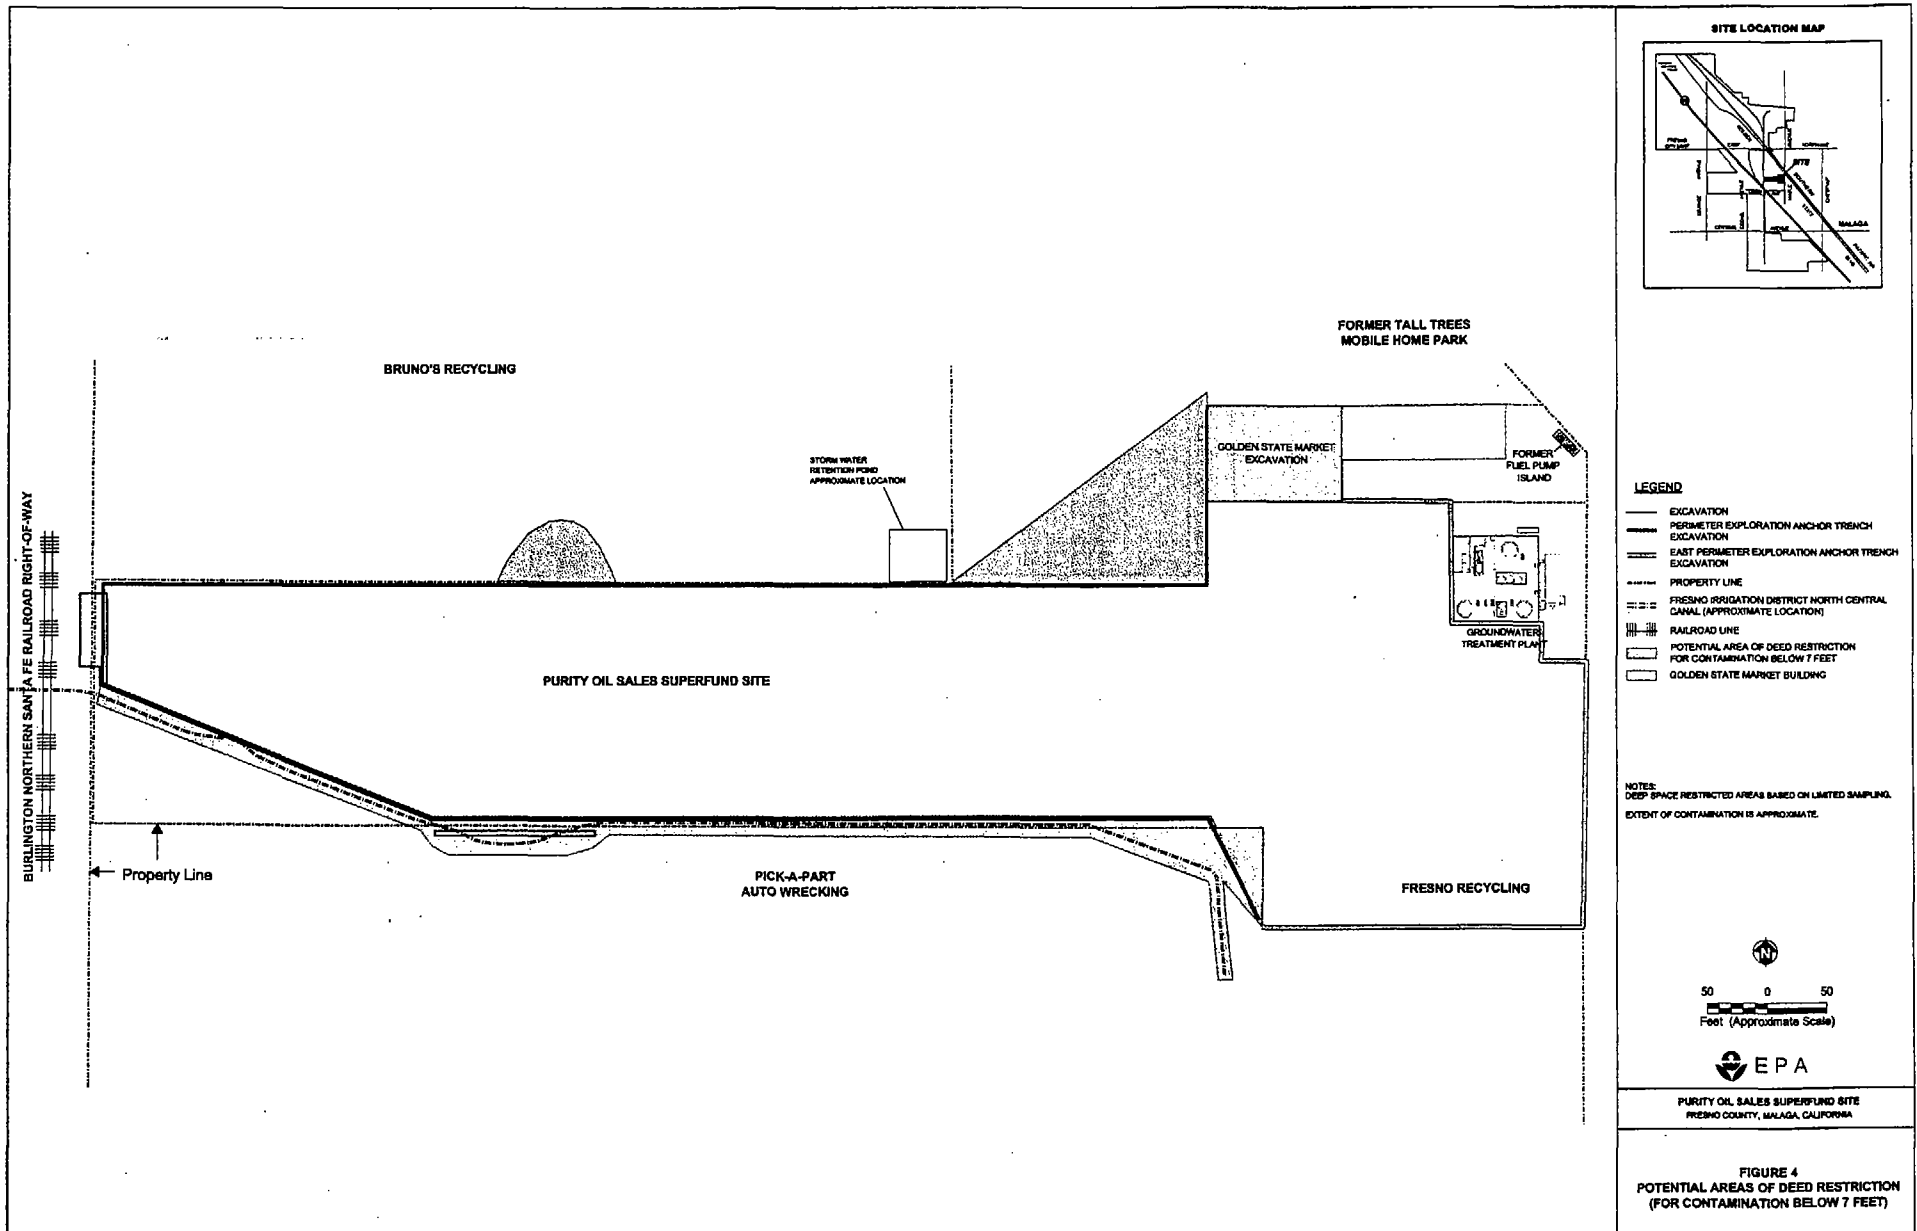 SITE LOCATION MAP
SITE
MALAGA
FORMER TALL TREES
MOBILE HOME PARK
BRUNO'S RECYCLING
GOLDEN STATE MARKET
EXCAVATION
FORMER
FUEL PUMP
ISLAND
STORM WATER
RETENTION POND
APPROXIMATE LOCATION
BURLINGTON NORTHERN SANTA FE RAILROAD RIGHT-OF-WAY
GROUNDWATER
TREATMENT PLANT
PURITY OIL SALES SUPERFUND SITE
Property Line
PICK-A-PART
AUTO WRECKING
FRESNO RECYCLING
LEGEND
EXCAVATION
PERIMETER EXPLORATION ANCHOR TRENCH
EXCAVATION
EAST PERIMETER EXPLORATION ANCHOR TRENCH
EXCAVATION
PROPERTY LINE
FRESNO IRRIGATION DISTRICT NORTH CENTRAL
CANAL (APPROXIMATE LOCATION)
RAILROAD LINE
POTENTIAL AREA OF DEED RESTRICTION
FOR CONTAMINATION BELOW 7 FEET
GOLDEN STATE MARKET BUILDING
NOTES:
DEEP SPACE RESTRICTED AREAS BASED ON LIMITED SAMPLING.
EXTENT OF CONTAMINATION IS APPROXIMATE.
N
50 0 50
Feet (Approximate Scale)
EPA
PURITY OIL SALES SUPERFUND SITE
FRESNO COUNTY, MALAGA, CALIFORNIA
FIGURE 4
POTENTIAL AREAS OF DEED RESTRICTION
(FOR CONTAMINATION BELOW 7 FEET)